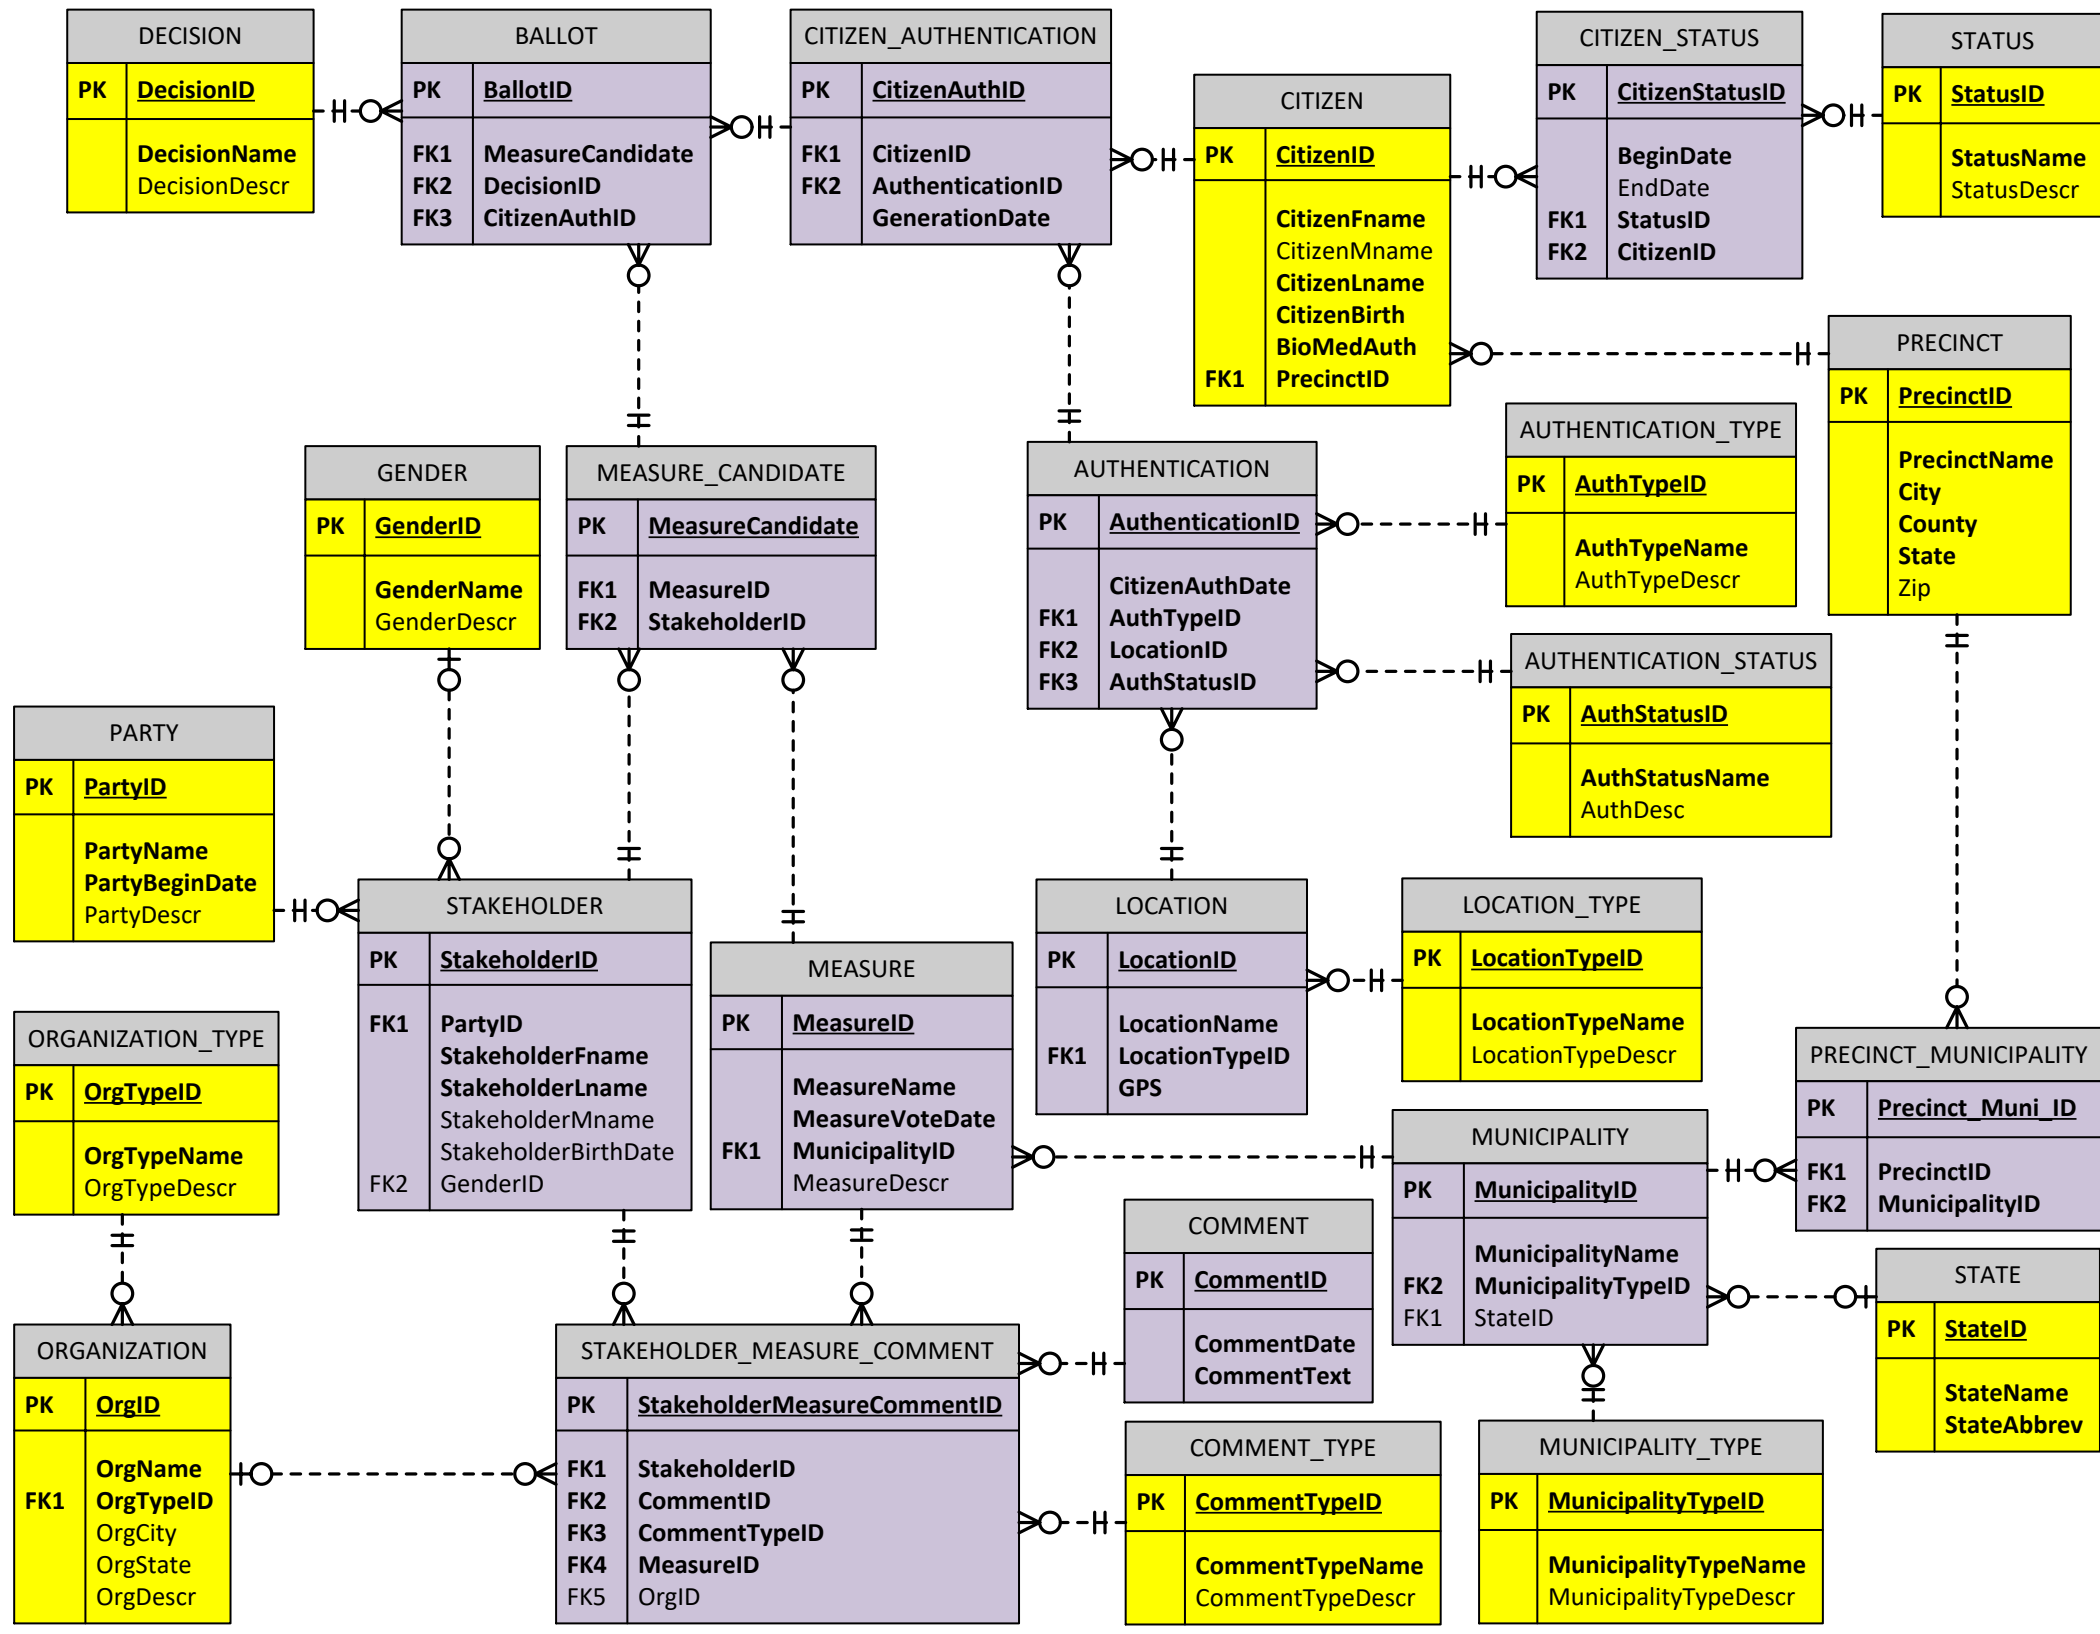 DECISION
PK DecisionID
DecisionName
DecisionDescr
BALLOT
PK BallotID
FK1 MeasureCandidate
FK2 DecisionID
FK3 CitizenAuthID
CITIZEN_AUTHENTICATION
PK CitizenAuthID
FK1 CitizenID
FK2 AuthenticationID
GenerationDate
CITIZEN
PK CitizenID
CitizenFname
CitizenMname
CitizenLname
CitizenBirth
BioMedAuth
FK1 PrecinctID
CITIZEN_STATUS
PK CitizenStatusID
BeginDate
EndDate
FK1 StatusID
FK2 CitizenID
STATUS
PK StatusID
StatusName
StatusDescr
PRECINCT
PK PrecinctID
PrecinctName
City
County
State
Zip
GENDER
PK GenderID
GenderName
GenderDescr
MEASURE_CANDIDATE
PK MeasureCandidate
FK1 MeasureID
FK2 StakeholderID
AUTHENTICATION
PK AuthenticationID
CitizenAuthDate
FK1 AuthTypeID
FK2 LocationID
FK3 AuthStatusID
AUTHENTICATION_TYPE
PK AuthTypeID
AuthTypeName
AuthTypeDescr
AUTHENTICATION_STATUS
PK AuthStatusID
AuthStatusName
AuthDesc
PARTY
PK PartyID
PartyName
PartyBeginDate
PartyDescr
STAKEHOLDER
PK StakeholderID
FK1 PartyID
StakeholderFname
StakeholderLname
StakeholderMname
StakeholderBirthDate
FK2 GenderID
MEASURE
PK MeasureID
MeasureName
MeasureVoteDate
FK1 MunicipalityID
MeasureDescr
LOCATION
PK LocationID
LocationName
FK1 LocationTypeID
GPS
LOCATION_TYPE
PK LocationTypeID
LocationTypeName
LocationTypeDescr
PRECINCT_MUNICIPALITY
PK Precinct_Muni_ID
FK1 PrecinctID
FK2 MunicipalityID
ORGANIZATION_TYPE
PK OrgTypeID
OrgTypeName
OrgTypeDescr
MUNICIPALITY
PK MunicipalityID
MunicipalityName
FK2 MunicipalityTypeID
FK1 StateID
COMMENT
PK CommentID
CommentDate
CommentText
STATE
PK StateID
StateName
StateAbbrev
ORGANIZATION
PK OrgID
OrgName
FK1 OrgTypeID
OrgCity
OrgState
OrgDescr
STAKEHOLDER_MEASURE_COMMENT
PK StakeholderMeasureCommentID
FK1 StakeholderID
FK2 CommentID
FK3 CommentTypeID
FK4 MeasureID
FK5 OrgID
COMMENT_TYPE
PK CommentTypeID
CommentTypeName
CommentTypeDescr
MUNICIPALITY_TYPE
PK MunicipalityTypeID
MunicipalityTypeName
MunicipalityTypeDescr